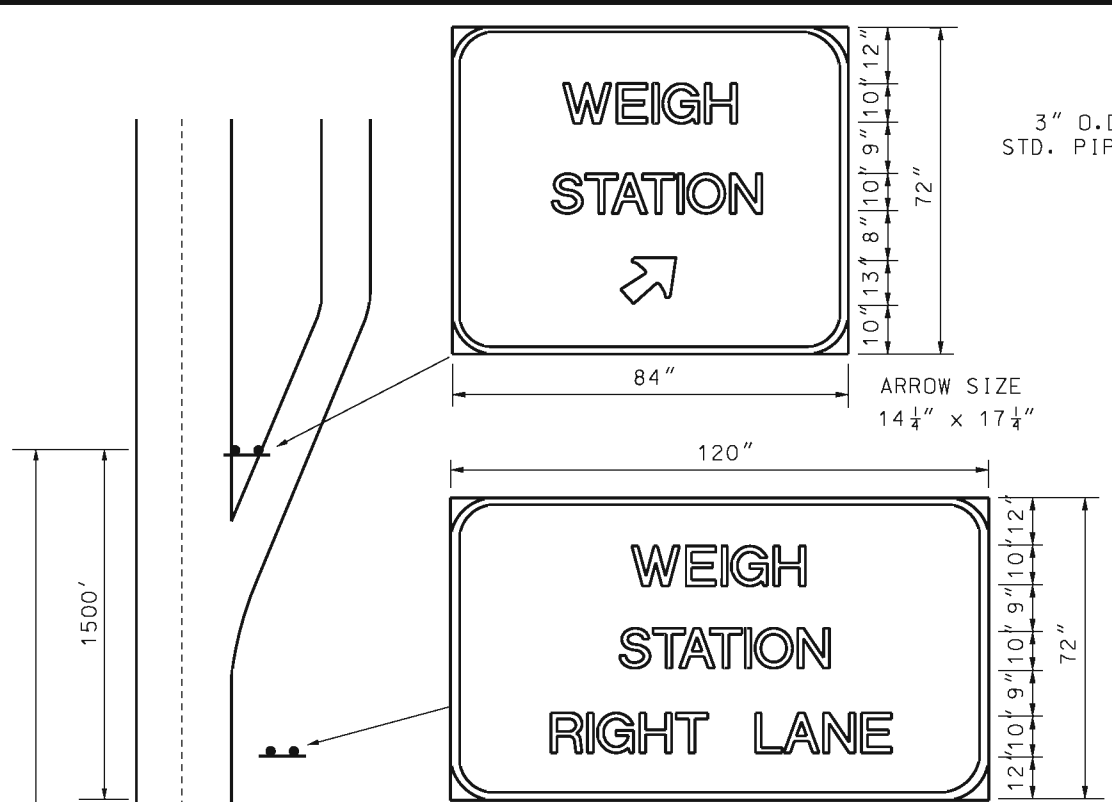 WEIGH
STATION
12"
10"
9"
10"
8"
13"
10"
72"
84"
3" O.D
STD. PIP
ARROW SIZE
14¼" x 17¼"
120"
WEIGH
STATION
RIGHT LANE
12"
10"
9"
10"
9"
10"
12"
72"
1500'